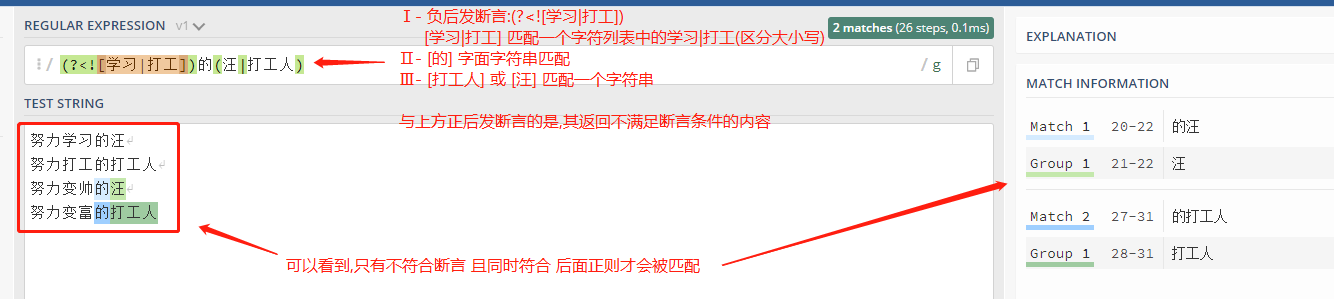 REGULAR EXPRESSION v1
Ⅰ- 负后发断言:(?<![学习|打工])
[学习|打工] 匹配一个字符列表中的学习|打工(区分大小写)
2 matches (26 steps, 0.1ms)
/ (?<![学习|打工])的(汪|打工人)
/ g
Ⅱ- [的] 字面字符串匹配
Ⅲ- [打工人] 或 [汪] 匹配一个字符串
与上方正后发断言的是,其返回不满足断言条件的内容
TEST STRING
努力学习的汪
努力打工的打工人
努力变帅的汪
努力变富的打工人
可以看到,只有不符合断言 且同时符合 后面正则才会被匹配
EXPLANATION
MATCH INFORMATION
Match 1 20-22 的汪
Group 1 21-22 汪
Match 2 27-31 的打工人
Group 1 28-31 打工人